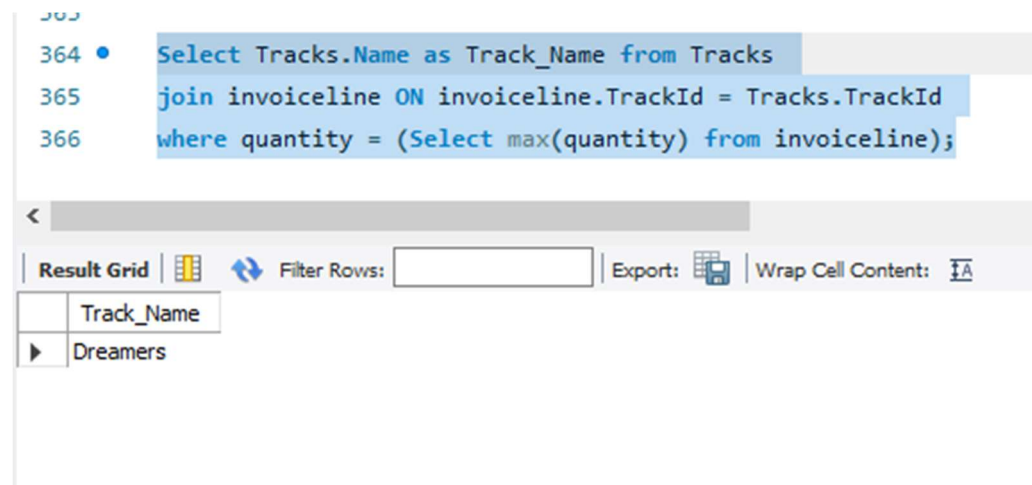 364 Select Tracks.Name as Track_Name from Tracks
365 join invoiceline ON invoiceline.TrackId = Tracks.TrackId
366 where quantity = (Select max(quantity) from invoiceline);
<
Result Grid Filter Rows: Export: Wrap Cell Content: IA
Track_Name
Dreamers